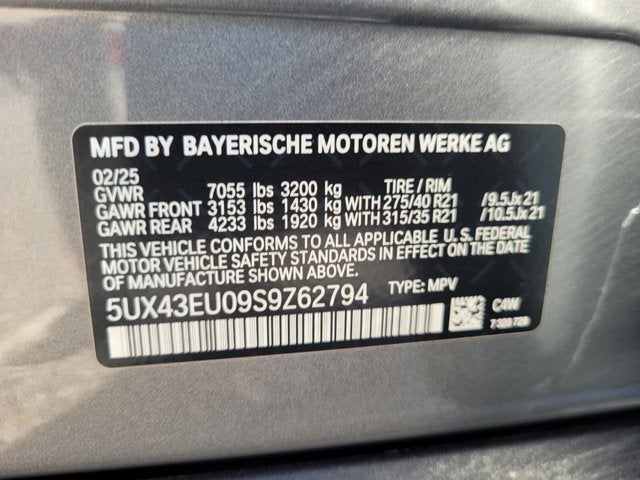 MFD BY BAYERISCHE MOTOREN WERKE AG
02/25
GVWR 7055 lbs 3200 kg TIRE / RIM
GAWR FRONT 3153 lbs 1430 kg WITH 275/40 R21 /9.5Jx21
GAWR REAR 4233 lbs 1920 kg WITH 315/35 R21 /10.5Jx21
THIS VEHICLE CONFORMS TO ALL APPLICABLE U.S. FEDERAL
MOTOR VEHICLE SAFETY STANDARDS IN EFFECT ON THE DATE
OF MANUFACTURE SHOWN ABOVE.
5UX43EU09S9Z62794 TYPE: MPV
C4W